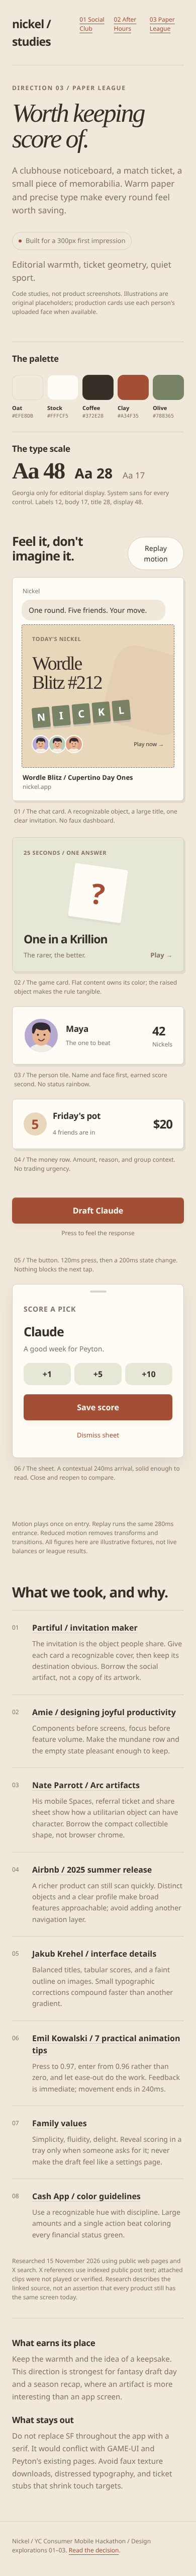 nickel /
studies
01 Social
Club
02 After
Hours
03 Paper
League
DIRECTION 03 / PAPER LEAGUE
Worth keeping
score of.
A clubhouse noticeboard, a match ticket, a
small piece of memorabilia. Warm paper
and precise type make every round feel
worth saving.
Built for a 300px first impression
Editorial warmth, ticket geometry, quiet
sport.
Code studies, not product screenshots. Illustrations are
original placeholders; production cards use each person's
uploaded face when available.
The palette
Oat
#EFE8DB
Stock
#FFFCF5
Coffee
#372E28
Clay
#A34F35
Olive
#788365
The type scale
Aa 48 Aa 28 Aa 17
Georgia only for editorial display. System sans for every
control. Labels 12, body 17, title 28, display 48.
Feel it, don't
imagine it.
Replay
motion
Nickel
One round. Five friends. Your move.
TODAY'S NICKEL
Wordle
Blitz #212
N I C K L
Play now →
Wordle Blitz / Cupertino Day Ones
nickel.app
01 / The chat card. A recognizable object, a large title, one
clear invitation. No faux dashboard.
25 SECONDS / ONE ANSWER
?
One in a Krillion
The rarer, the better.
Play →
02 / The game card. Flat content owns its color; the raised
object makes the rule tangible.
Maya
The one to beat
42
Nickels
03 / The person tile. Name and face first, earned score
second. No status rainbow.
5
Friday's pot
4 friends are in
$20
04 / The money row. Amount, reason, and group context.
No trading urgency.
Draft Claude
Press to feel the response
05 / The button. 120ms press, then a 200ms state change.
Nothing blocks the next tap.
SCORE A PICK
Claude
A good week for Peyton.
+1
+5
+10
Save score
Dismiss sheet
06 / The sheet. A contextual 240ms arrival, solid enough to
read. Close and reopen to compare.
Motion plays once on entry. Replay runs the same 280ms
entrance. Reduced motion removes transforms and
transitions. All figures here are illustrative fixtures, not live
balances or league results.
What we took, and why.
01
Partiful / invitation maker
The invitation is the object people share. Give
each card a recognizable cover, then keep its
destination obvious. Borrow the social
artifact, not a copy of its artwork.
02
Amie / designing joyful productivity
Components before screens, focus before
feature volume. Make the mundane row and
the empty state pleasant enough to keep.
03
Nate Parrott / Arc artifacts
His mobile Spaces, referral ticket and share
sheet show how a utilitarian object can have
character. Borrow the compact collectible
shape, not browser chrome.
04
Airbnb / 2025 summer release
A richer product can still scan quickly. Distinct
objects and a clear profile make broad
features approachable; avoid adding another
navigation layer.
05
Jakub Krehel / interface details
Balanced titles, tabular scores, and a faint
outline on images. Small typographic
corrections compound faster than another
gradient.
06
Emil Kowalski / 7 practical animation
tips
Press to 0.97, enter from 0.96 rather than
zero, and let ease-out do the work. Feedback
is immediate; movement ends in 240ms.
07
Family values
Simplicity, fluidity, delight. Reveal scoring in a
tray only when someone asks for it; never
make the draft feel like a settings page.
08
Cash App / color guidelines
Use a recognizable hue with discipline. Large
amounts and a single action beat coloring
every financial status green.
Researched 15 November 2026 using public web pages and
X search. X references use indexed public post text; attached
clips were not played or verified. Research describes the
linked source, not an assertion that every product still has
the same screen today.
What earns its place
Keep the warmth and the idea of a keepsake.
This direction is strongest for fantasy draft day
and a season recap, where an artifact is more
interesting than an app screen.
What stays out
Do not replace SF throughout the app with a
serif. It would conflict with GAME-UI and
Peyton's existing pages. Avoid faux texture
downloads, distressed typography, and ticket
stubs that shrink touch targets.
Nickel / YC Consumer Mobile Hackathon / Design
explorations 01–03. Read the decision.